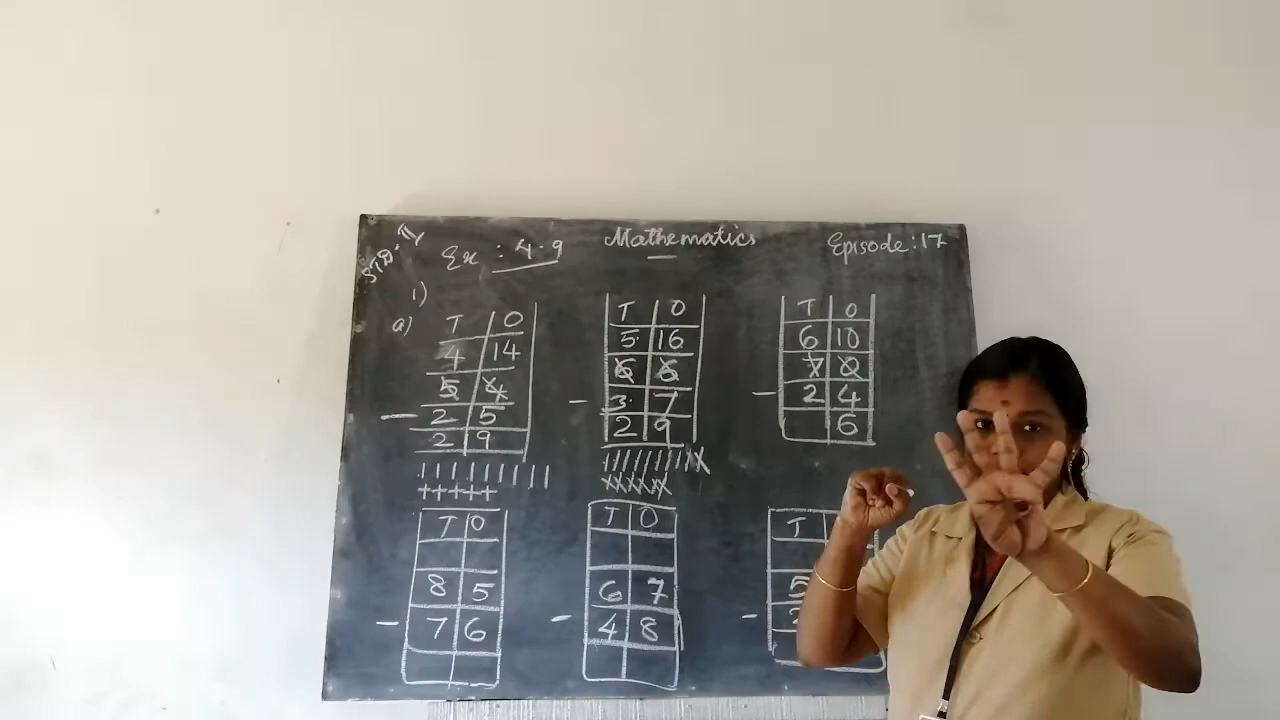 STD: II
Ex : 4.9
Mathematics
Episode: 17
1)
a)
T O
4 14
5 4
- 2 5
2 9
T O
5 16
6 6
- 3 7
2 9
T O
6 10
7 0
- 2 4
6
T O
8 5
- 7 6
T O
6 7
- 4 8
T
5
-